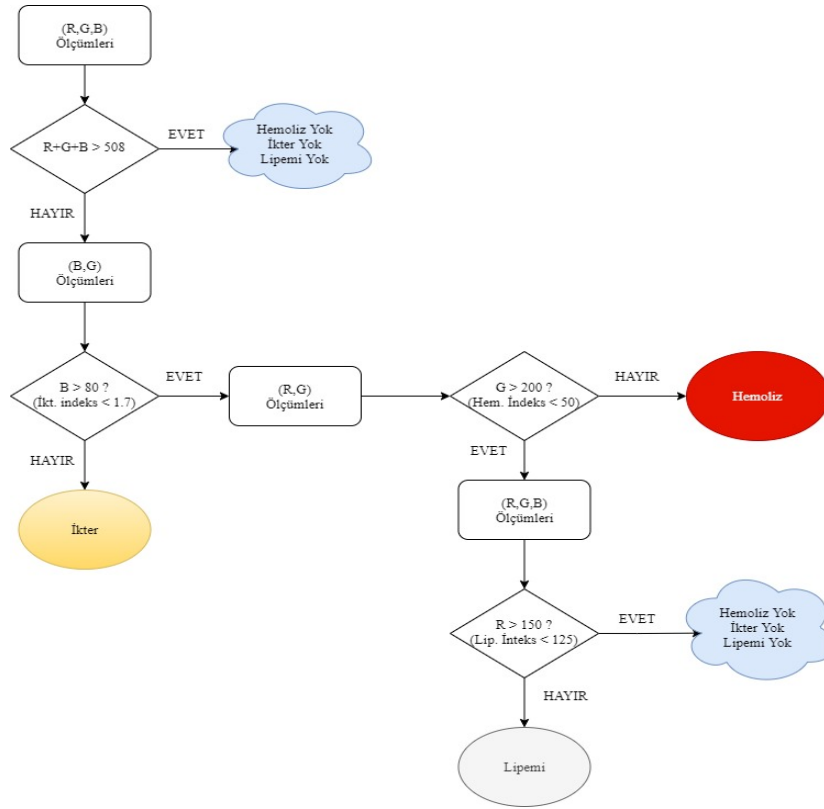 (R,G,B)
Ölçümleri
R+G+B > 508
EVET
Hemoliz Yok
İkter Yok
Lipemi Yok
HAYIR
(B,G)
Ölçümleri
B > 80 ?
(İkt. indeks < 1.7)
EVET
(R,G)
Ölçümleri
G > 200 ?
(Hem. İndeks < 50)
HAYIR
Hemoliz
HAYIR
İkter
EVET
(R,G,B)
Ölçümleri
R > 150 ?
(Lip. İnteks < 125)
EVET
Hemoliz Yok
İkter Yok
Lipemi Yok
HAYIR
Lipemi